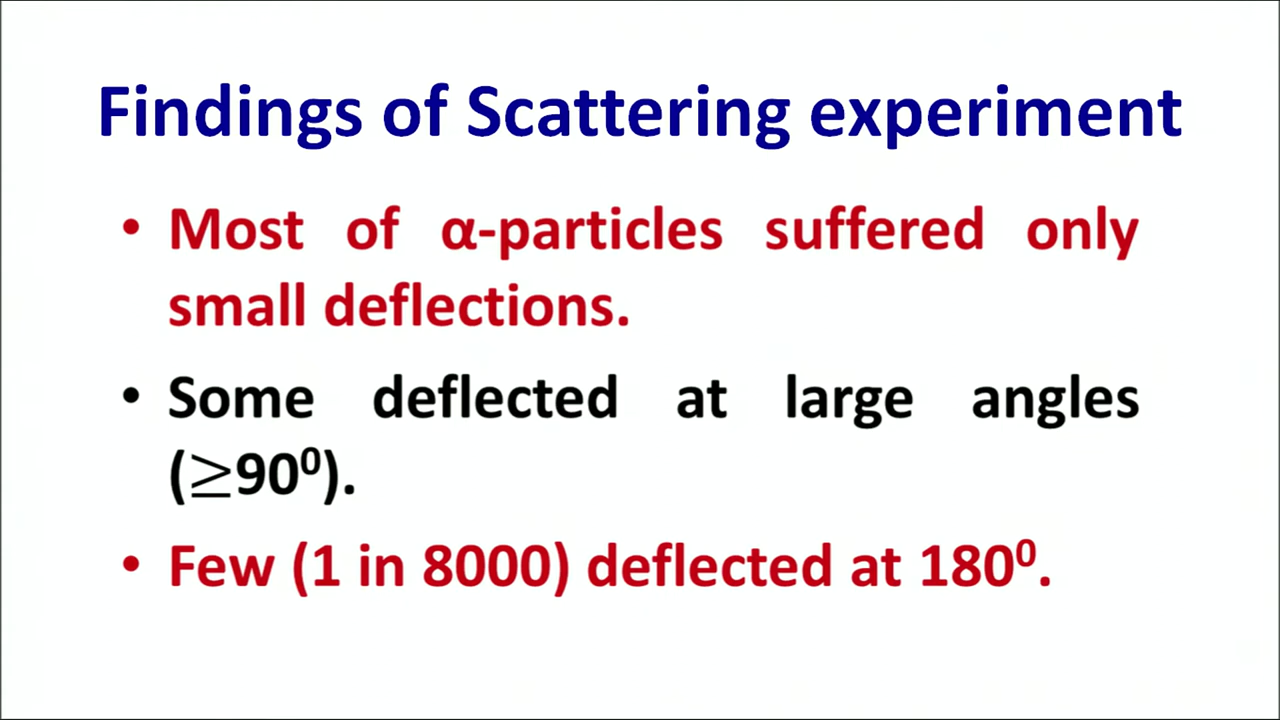 Findings of Scattering experiment
• Most of α-particles suffered only
small deflections.
• Some deflected at large angles
(≥90⁰).
• Few (1 in 8000) deflected at 180⁰.